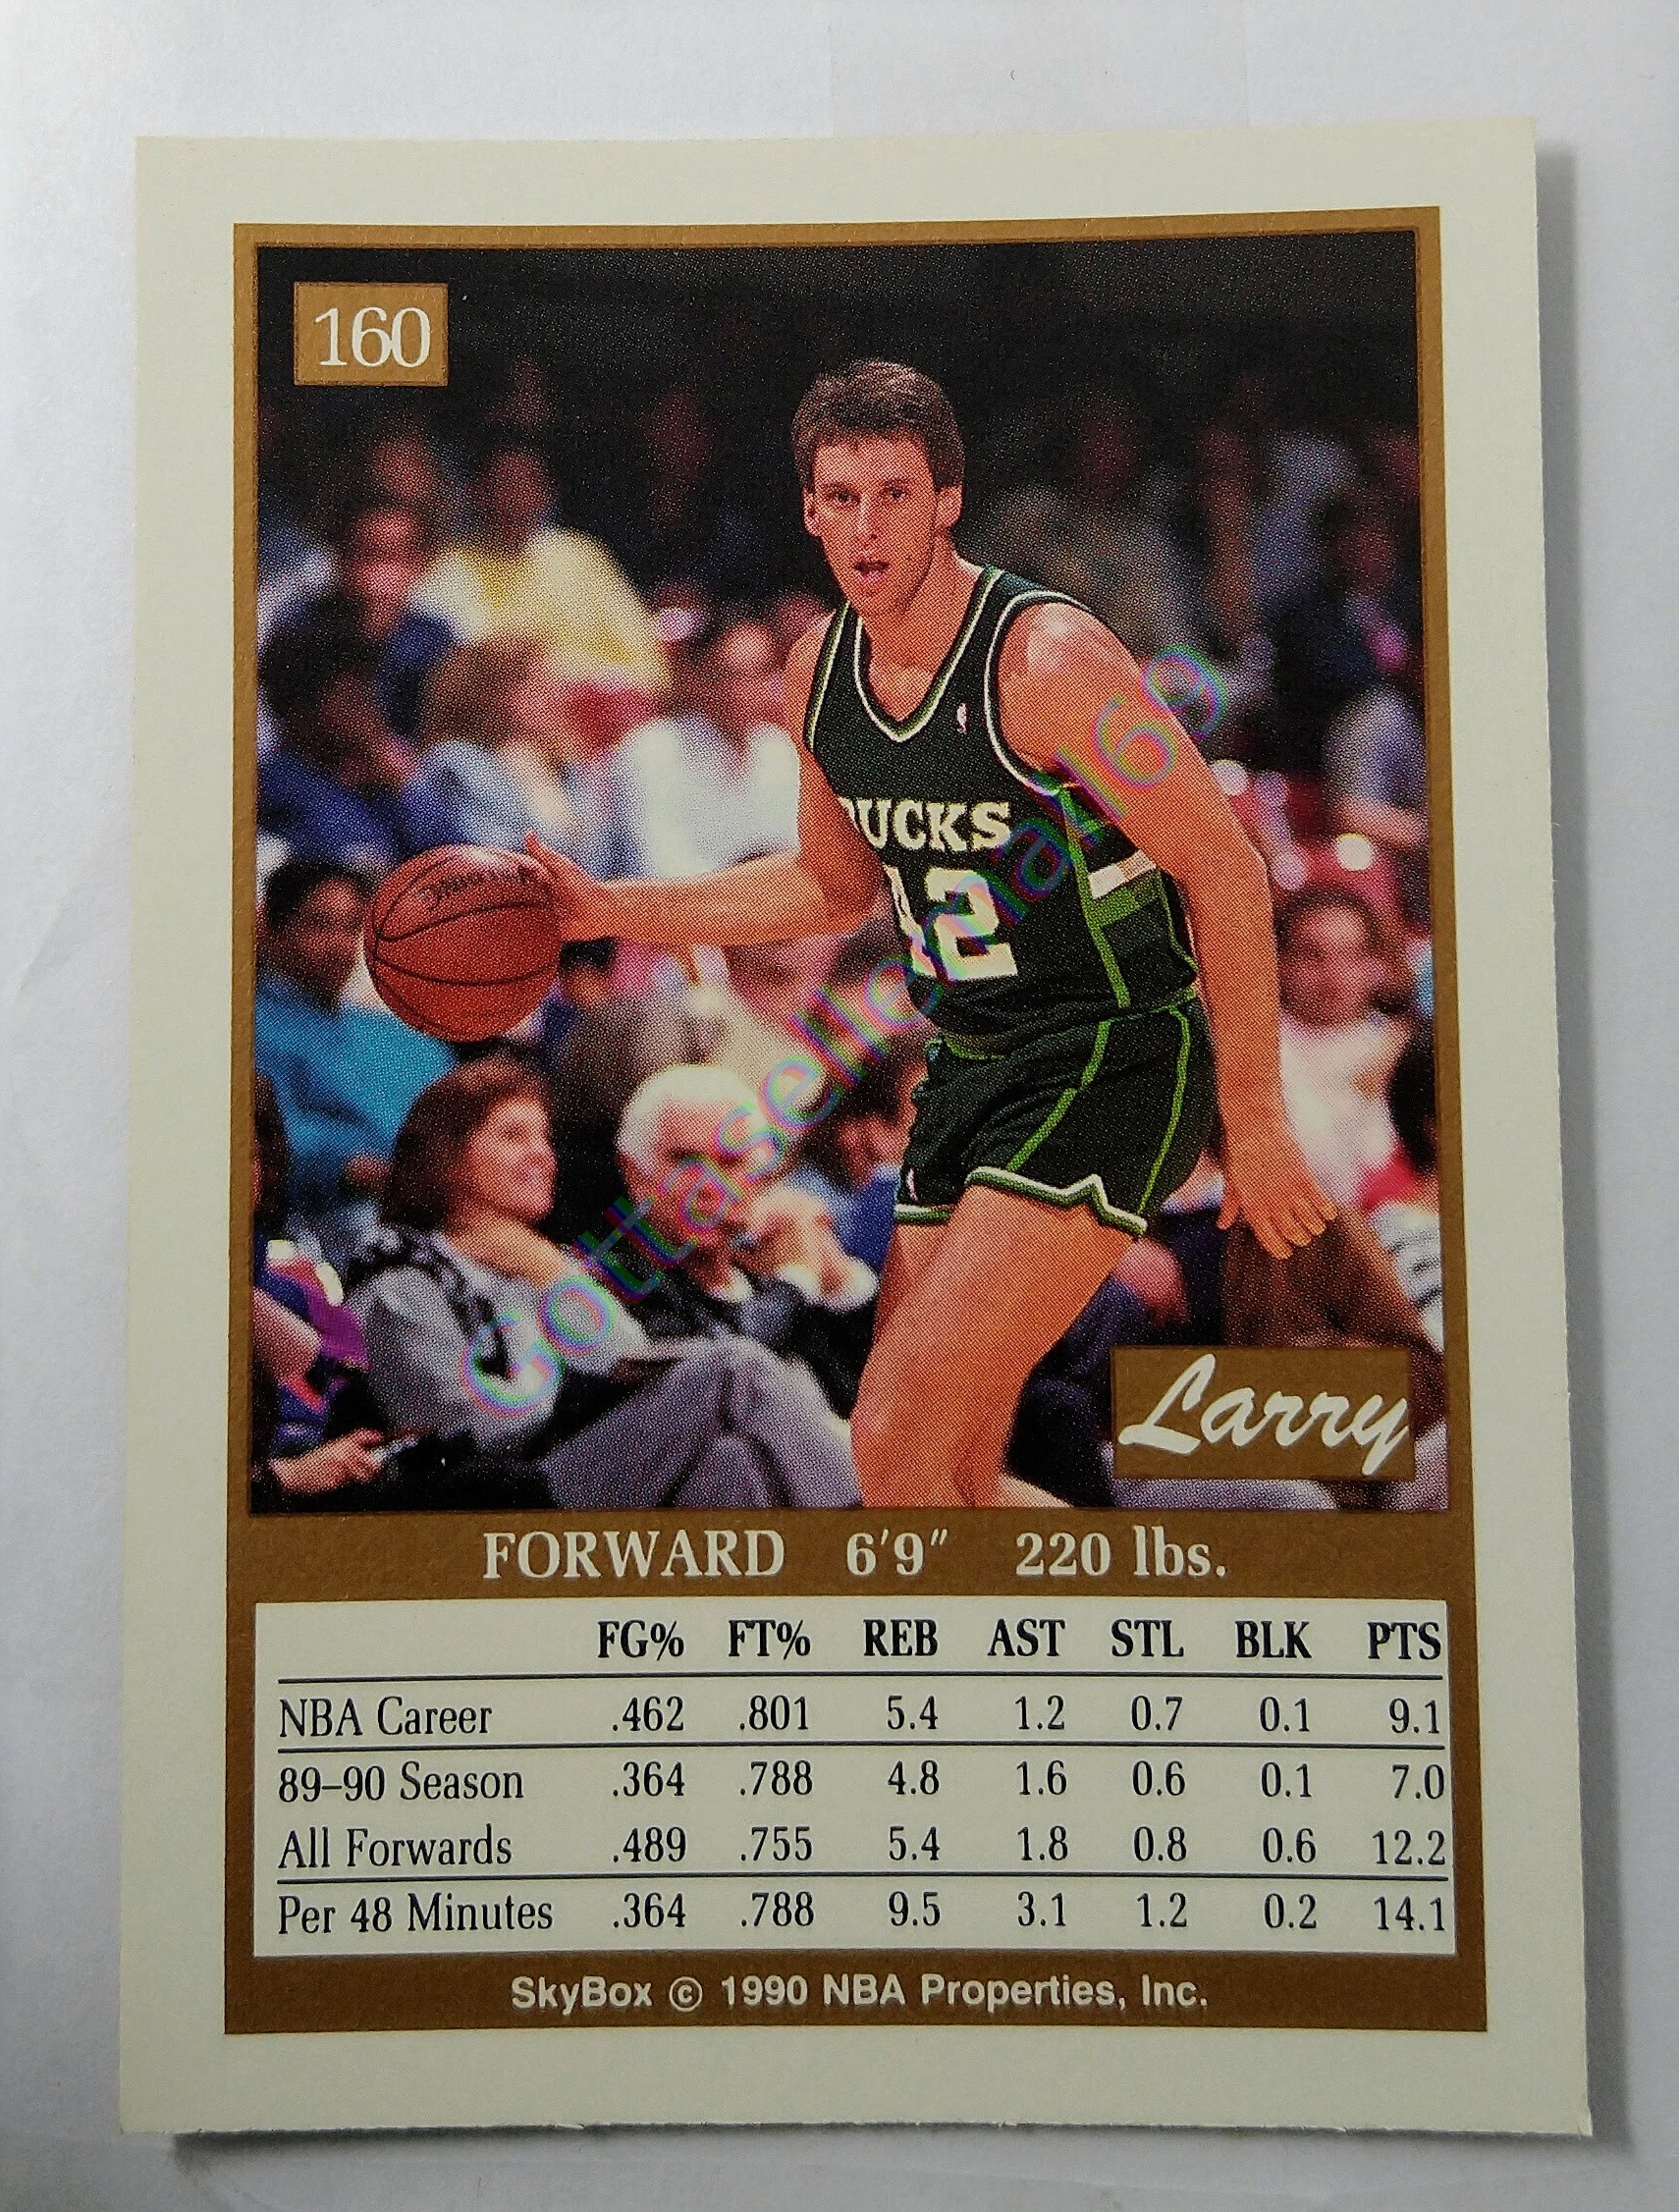 160
BUCKS
42
cottasellemall69
Larry
FORWARD 6'9" 220 lbs.
FG% FT% REB AST STL BLK PTS
NBA Career .462 .801 5.4 1.2 0.7 0.1 9.1
89–90 Season .364 .788 4.8 1.6 0.6 0.1 7.0
All Forwards .489 .755 5.4 1.8 0.8 0.6 12.2
Per 48 Minutes .364 .788 9.5 3.1 1.2 0.2 14.1
SkyBox © 1990 NBA Properties, Inc.